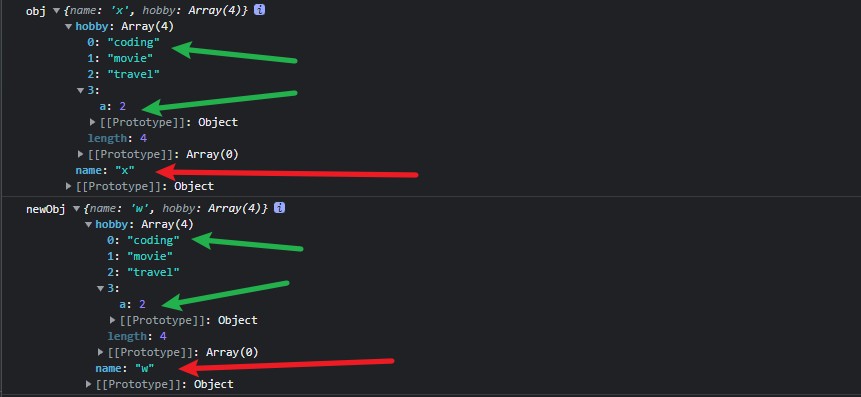 obj ▼{name: 'x', hobby: Array(4)} i
▼hobby: Array(4)
0: "coding"
1: "movie"
2: "travel"
▼3:
a: 2
▶[[Prototype]]: Object
length: 4
▶[[Prototype]]: Array(0)
name: "x"
▶[[Prototype]]: Object
newObj ▼{name: 'w', hobby: Array(4)} i
▼hobby: Array(4)
0: "coding"
1: "movie"
2: "travel"
▼3:
a: 2
▶[[Prototype]]: Object
length: 4
▶[[Prototype]]: Array(0)
name: "w"
▶[[Prototype]]: Object